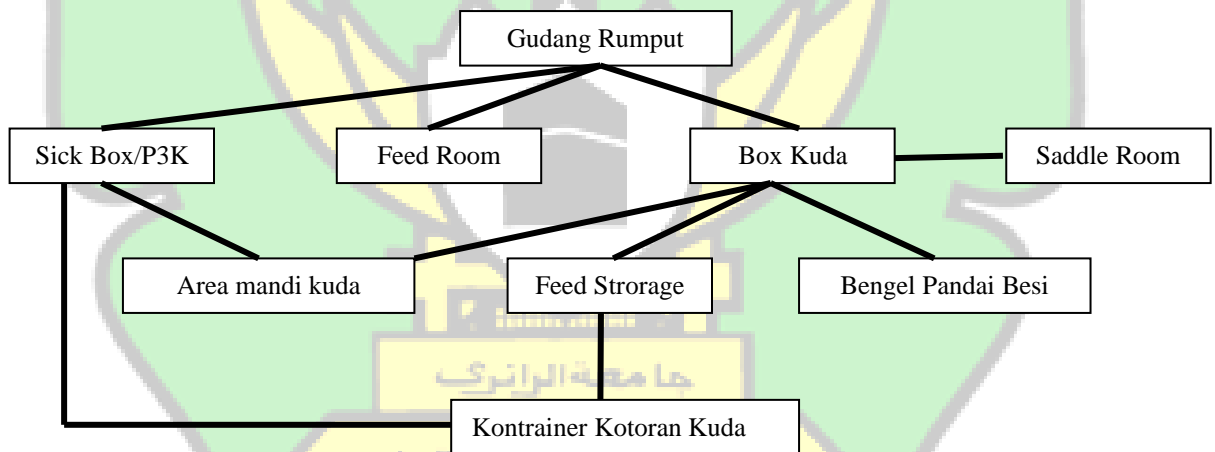 Gudang Rumput
Sick Box/P3K
Feed Room
Box Kuda
Saddle Room
Area mandi kuda
Feed Strorage
Bengel Pandai Besi
جامعة الرانري
Kontrainer Kotoran Kuda